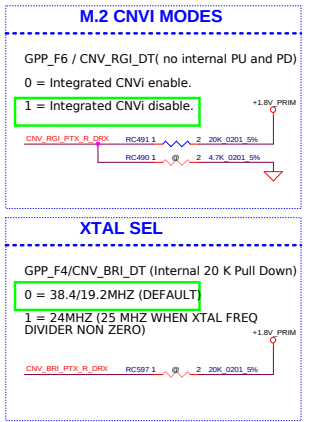 M.2 CNVI MODES
GPP_F6 / CNV_RGI_DT( no internal PU and PD)
0 = Integrated CNVi enable.
1 = Integrated CNVi disable.
+1.8V_PRIM
CNV_RGI_PTX_R_DRX RC491 1 2 20K_0201_5%
RC490 1 @ 2 4.7K_0201_5%
XTAL SEL
GPP_F4/CNV_BRI_DT (Internal 20 K Pull Down)
0 = 38.4/19.2MHZ (DEFAULT)
1 = 24MHZ (25 MHZ WHEN XTAL FREQ
DIVIDER NON ZERO)
+1.8V_PRIM
CNV_BRI_PTX_R_DRX RC597 1 @ 2 20K_0201_5%